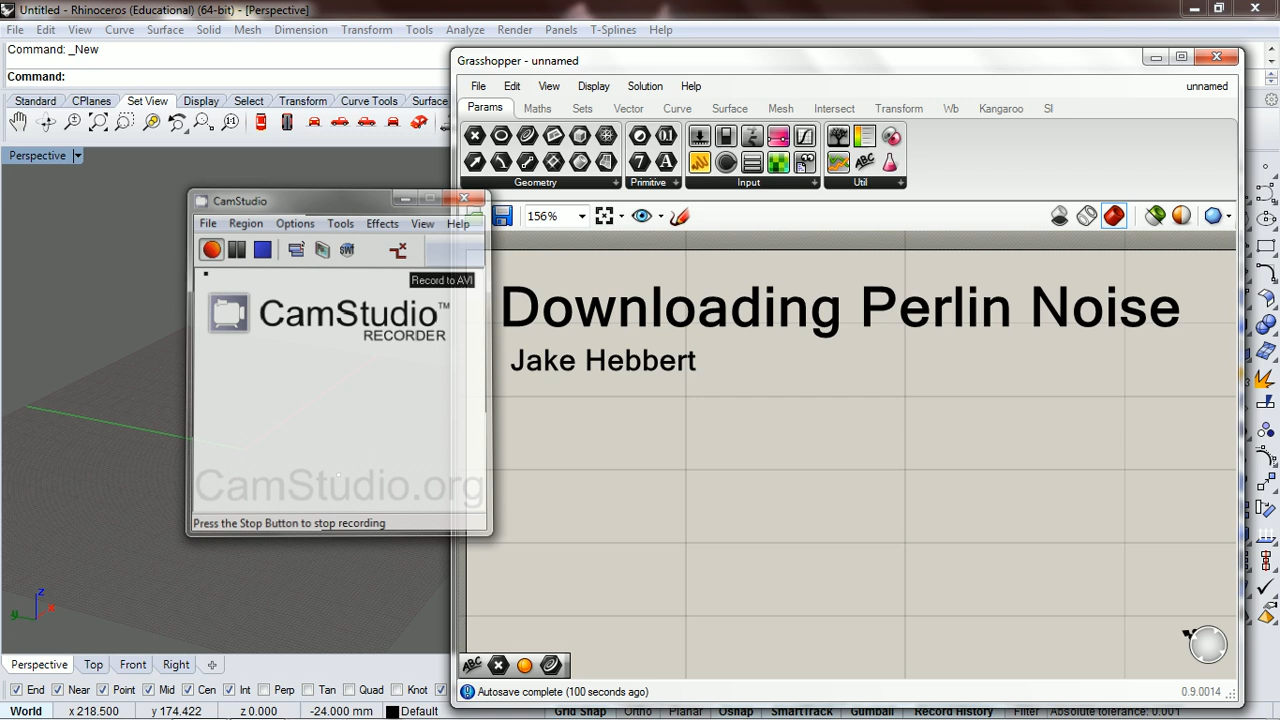 Untitled - Rhinoceros (Educational) (64-bit) - [Perspective]
File Edit View Curve Surface Solid Mesh Dimension Transform Tools Analyze Render Panels T-Splines Help
Command: _New
Command:
Standard CPlanes Set View Display Select Transform Curve Tools Surface
Perspective
Grasshopper - unnamed
File Edit View Display Solution Help unnamed
Params Maths Sets Vector Curve Surface Mesh Intersect Transform Wb Kangaroo SI
Geometry Primitive Input Util
156%
CamStudio
File Region Options Tools Effects View Help
Record to AVI
CamStudio™
RECORDER
CamStudio.org
Press the Stop Button to stop recording
Downloading Perlin Noise
Jake Hebbert
Autosave complete (100 seconds ago) 0.9.0014
z
y x
Perspective Top Front Right
End Near Point Mid Cen Int Perp Tan Quad Knot
World x 218.500 y 174.422 z 0.000 -24.000 mm Default Grid Snap Ortho Planar Osnap SmartTrack Gumball Record History Filter Absolute tolerance: 0.001